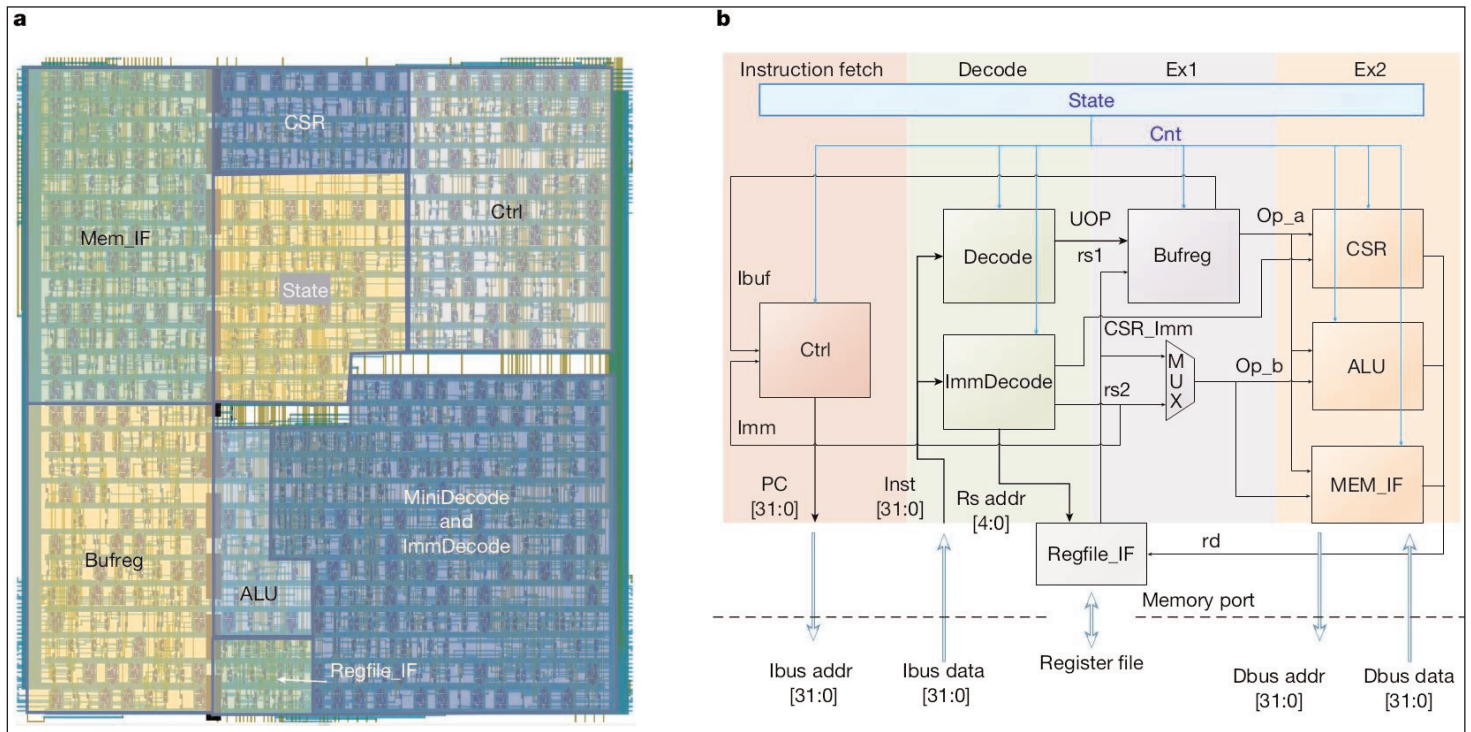 a
CSR
Ctrl
Mem_IF
State
MiniDecode
and
ImmDecode
Bufreg
ALU
Regfile_IF
b
Instruction fetch
Decode
Ex1
Ex2
State
Cnt
UOP
Op_a
Decode
rs1
Bufreg
CSR
Ibuf
CSR_Imm
Ctrl
ImmDecode
MUX
Op_b
ALU
rs2
Imm
PC
[31:0]
Inst
[31:0]
Rs addr
[4:0]
MEM_IF
Regfile_IF
rd
Memory port
Ibus addr
[31:0]
Ibus data
[31:0]
Register file
Dbus addr
[31:0]
Dbus data
[31:0]